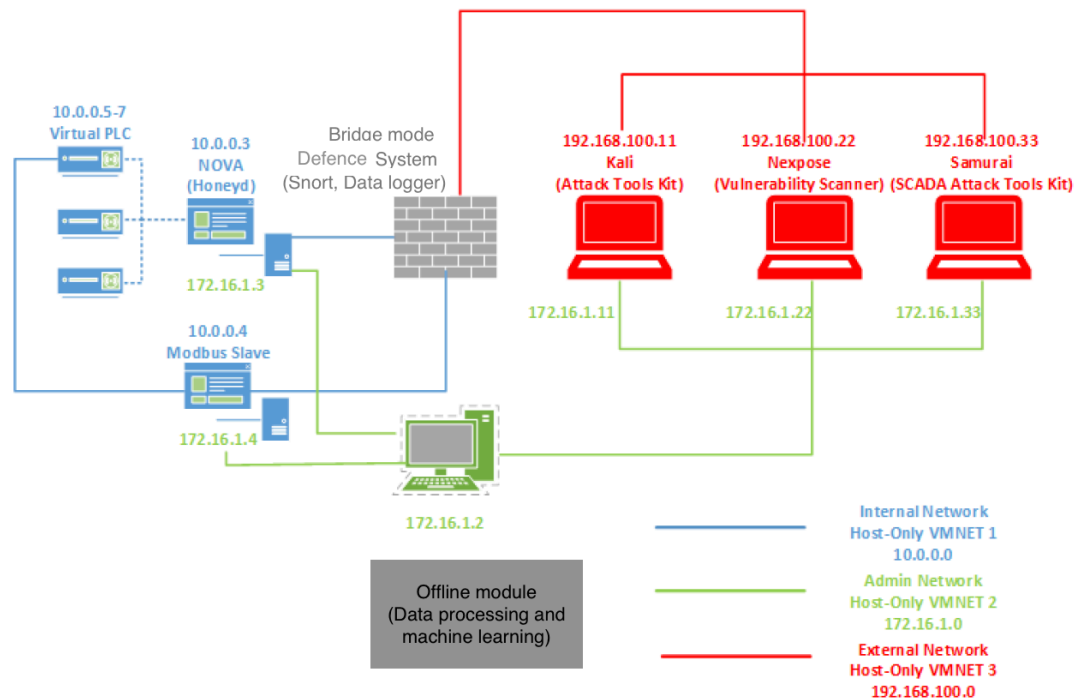 10.0.0.5-7
Virtual PLC
10.0.0.3
NOVA
(Honeyd)
172.16.1.3
Bridge mode
Defence System
(Snort, Data logger)
192.168.100.11
Kali
(Attack Tools Kit)
192.168.100.22
Nexpose
(Vulnerability Scanner)
192.168.100.33
Samurai
(SCADA Attack Tools Kit)
172.16.1.11
172.16.1.22
172.16.1.33
10.0.0.4
Modbus Slave
172.16.1.4
172.16.1.2
Offline module
(Data processing and
machine learning)
Internal Network
Host-Only VMNET 1
10.0.0.0
Admin Network
Host-Only VMNET 2
172.16.1.0
External Network
Host-Only VMNET 3
192.168.100.0